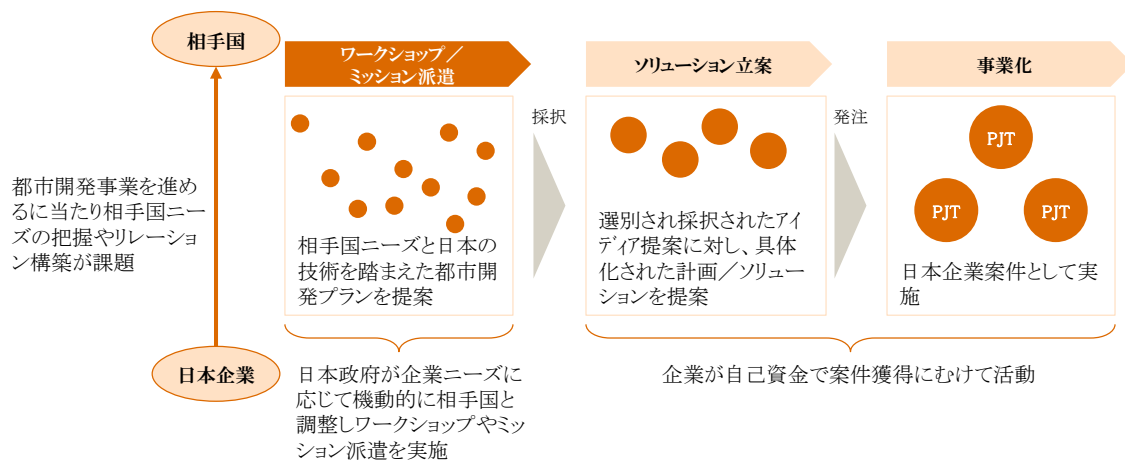 相手国
都市開発事業を進め
るに当たり相手国ニー
ズの把握やリレーショ
ン構築が課題
日本企業
ワークショップ／
ミッション派遣
相手国ニーズと日本の
技術を踏まえた都市開
発プランを提案
日本政府が企業ニーズに
応じて機動的に相手国と
調整しワークショップやミッ
ション派遣を実施
採択
ソリューション立案
選別され採択されたアイ
ディア提案に対し、具体
化された計画／ソリュー
ションを提案
発注
事業化
PJT
PJT
PJT
日本企業案件として実
施
企業が自己資金で案件獲得にむけて活動